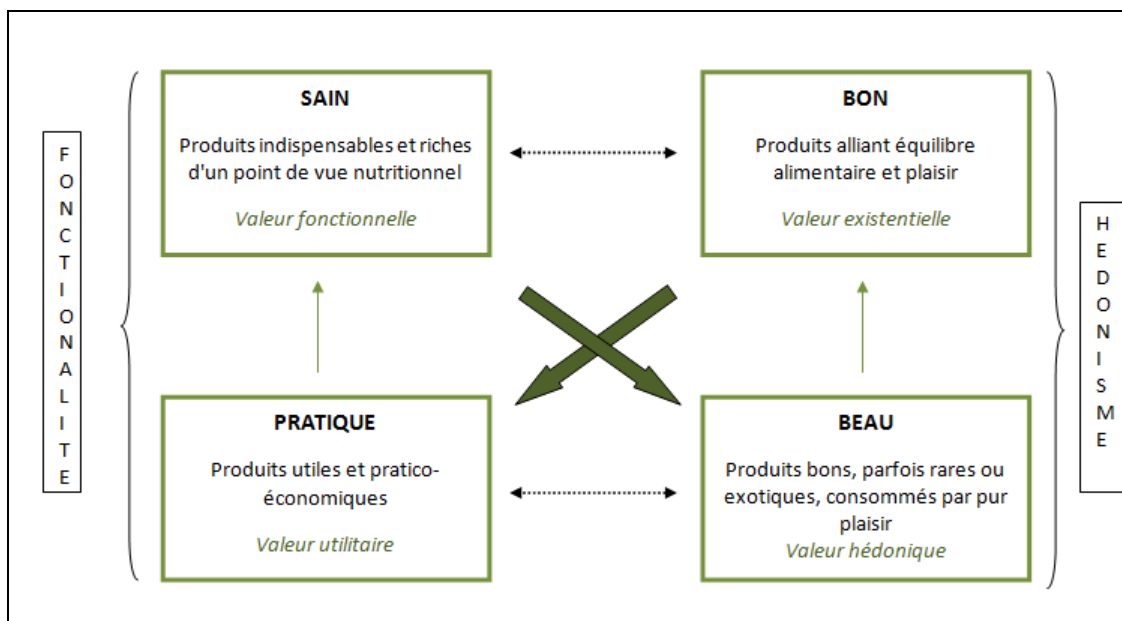 FONCTIONALITE
SAIN
Produits indispensables et riches
d'un point de vue nutritionnel
Valeur fonctionnelle
BON
Produits alliant équilibre
alimentaire et plaisir
Valeur existentielle
PRATIQUE
Produits utiles et pratico-
économiques
Valeur utilitaire
BEAU
Produits bons, parfois rares ou
exotiques, consommés par pur
plaisir
Valeur hédonique
HEDONISME